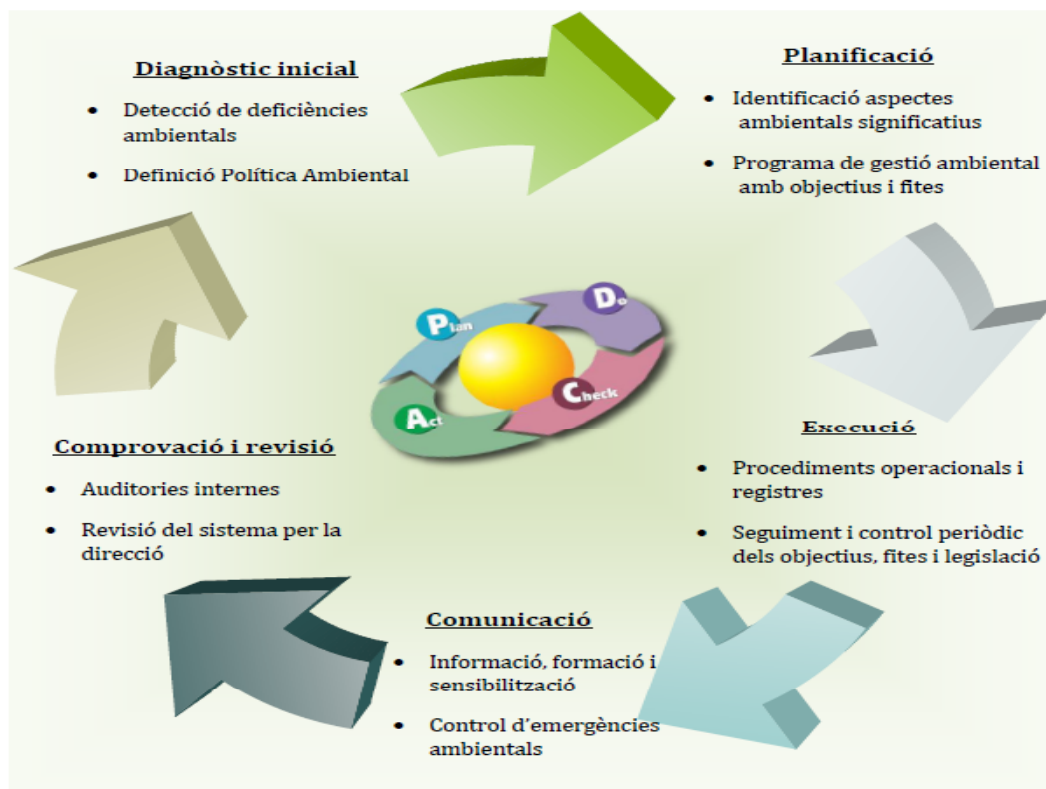 Diagnòstic inicial
• Detecció de deficiències
ambientals
• Definició Política Ambiental
Planificació
• Identificació aspectes
ambientals significatius
• Programa de gestió ambiental
amb objectius i fites
Execució
• Procediments operacionals i
registres
• Seguiment i control periòdic
dels objectius, fites i legislació
Comunicació
• Informació, formació i
sensibilització
• Control d'emergències
ambientals
Comprovació i revisió
• Auditories internes
• Revisió del sistema per la
direcció
Plan
Do
Check
Act